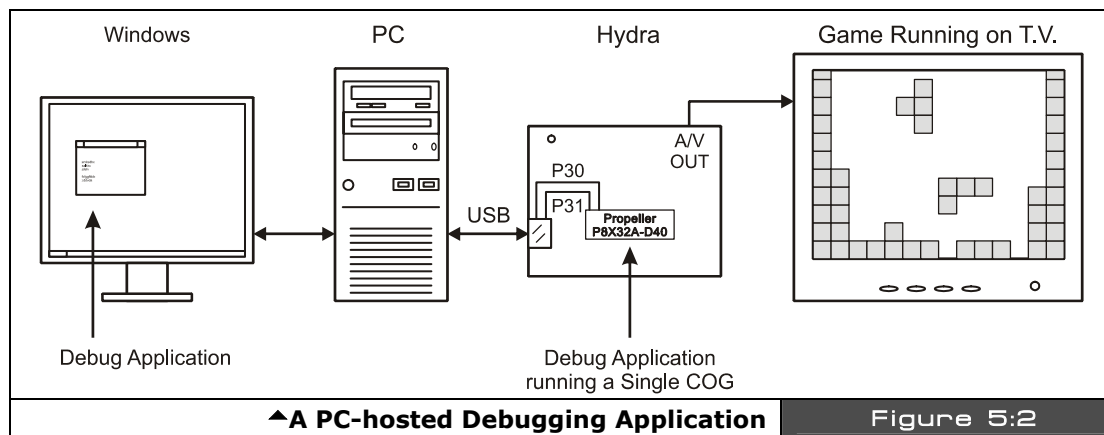 Windows
PC
Hydra
Game Running on T.V.
A/V
OUT
P30
P31
USB
Propeller
P8X32A-D40
Debug Application
Debug Application
running a Single COG
▲A PC-hosted Debugging Application
Figure 5:2